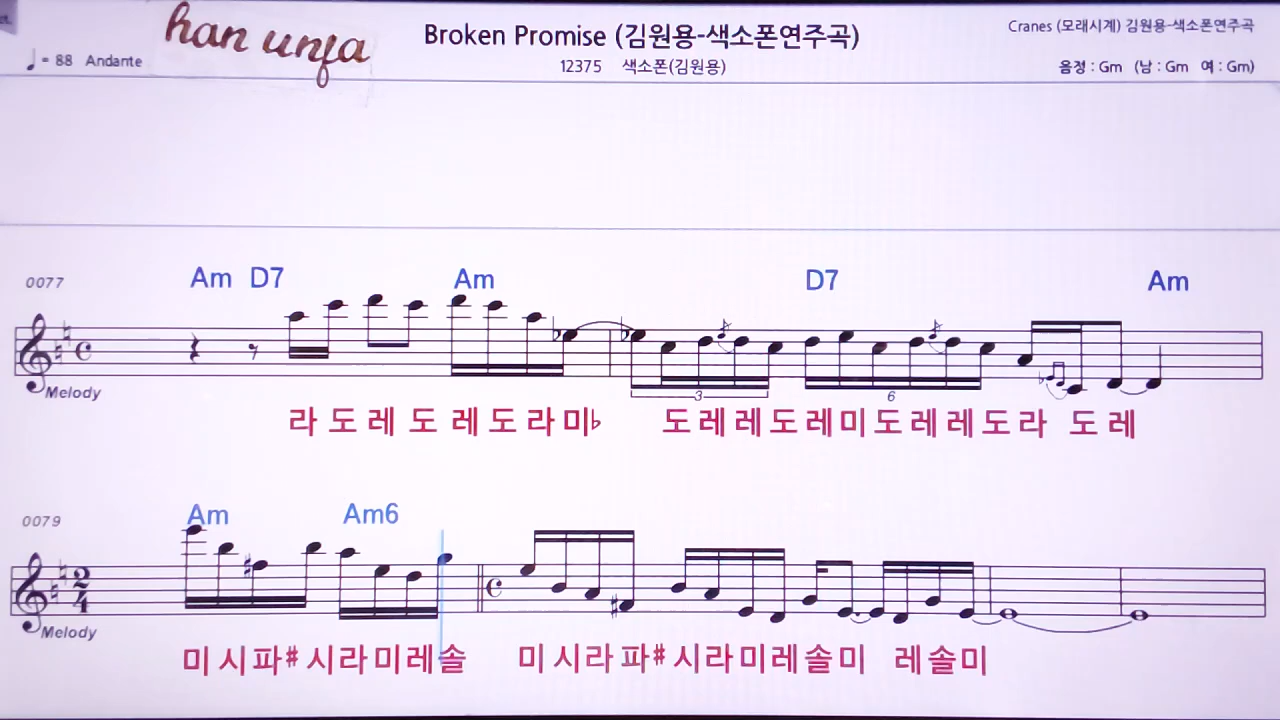 han unja
Broken Promise (김원용-색소폰연주곡)
Cranes (모래시계) 김원용-색소폰연주곡
♩ = 88 Andante
12375 색소폰(김원용)
음정 : Gm (남 : Gm 여 : Gm)
0077
Am D7 Am D7 Am
3 6
Melody
라 도 레 도 레 도 라 미♭ 도 레 레 도 레 미 도 레 레 도 라 도 레
0079
Am Am6
2
4
Melody
미 시 파# 시 라 미 레 솔 미 시 라 파# 시 라 미 레 솔 미 레 솔 미